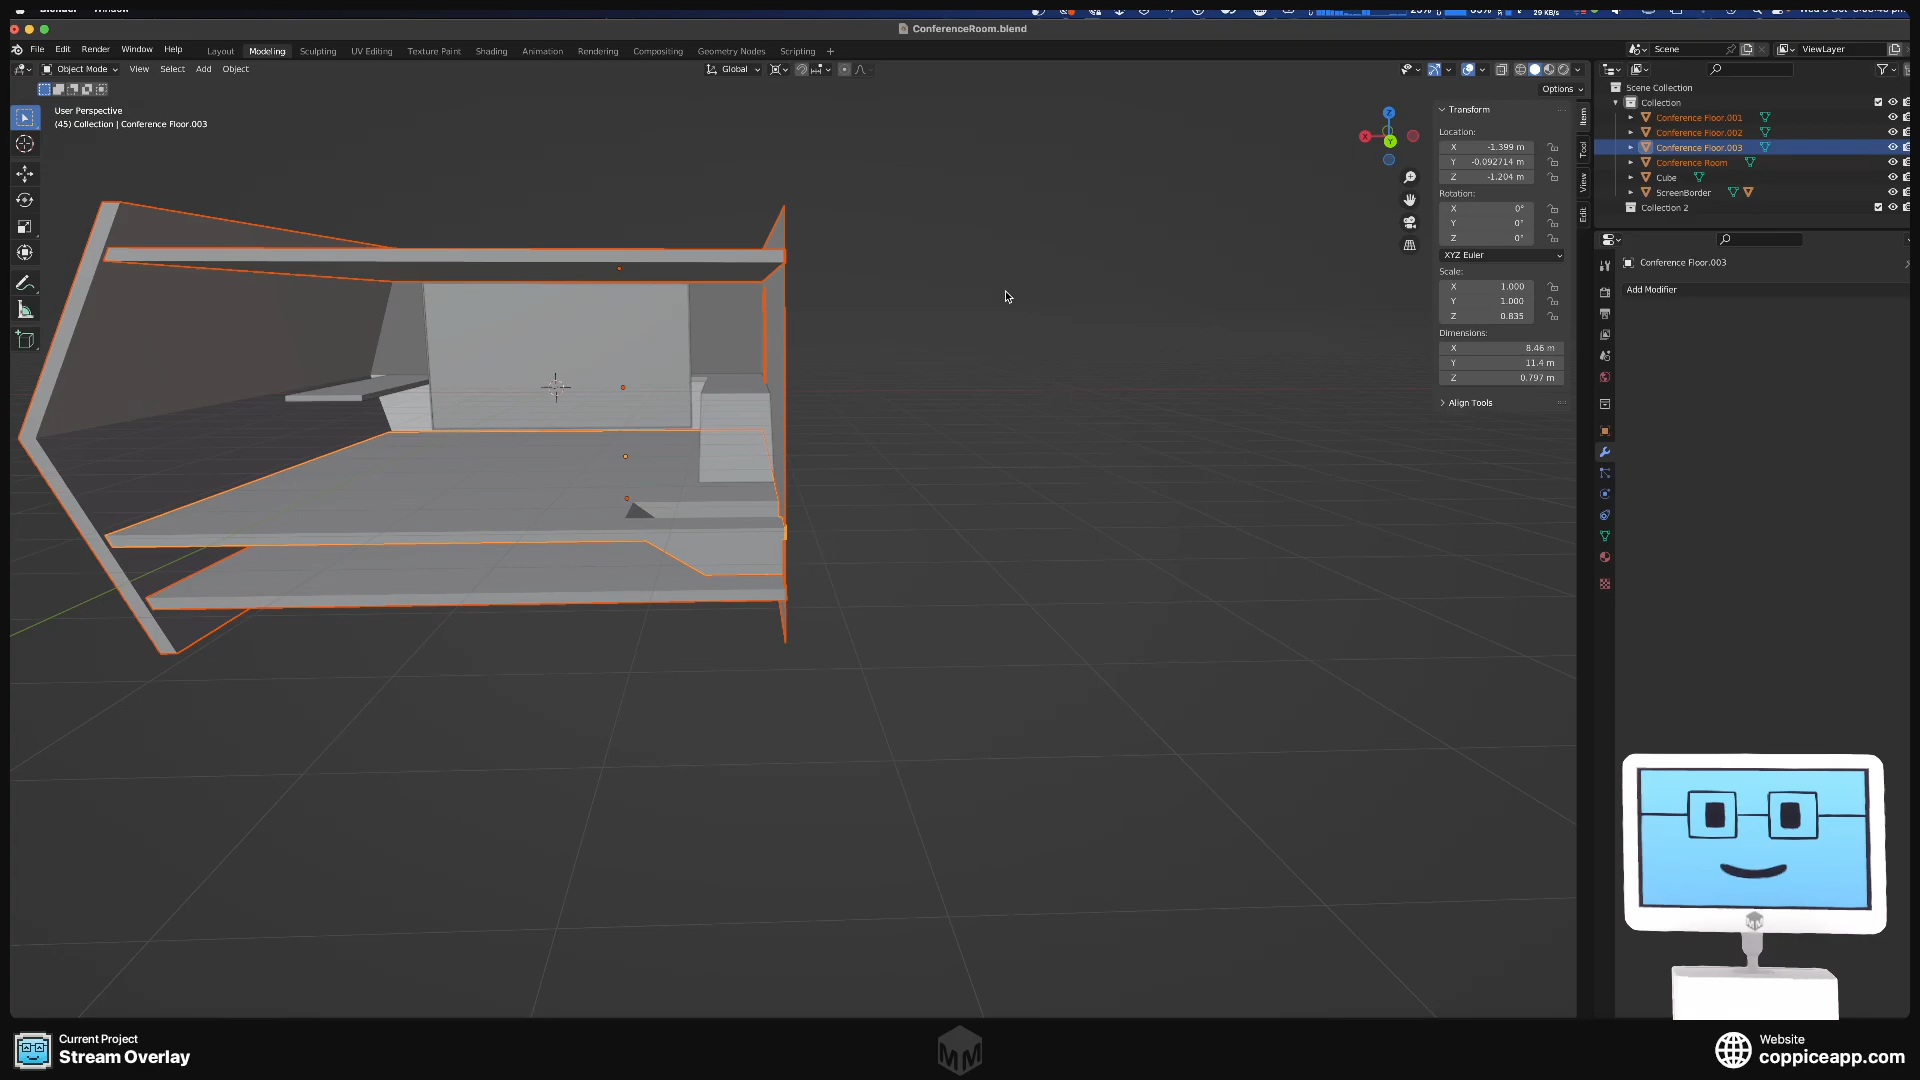 ConferenceRoom.blend
File Edit Render Window Help
Layout Modeling Sculpting UV Editing Texture Paint Shading Animation Rendering Compositing Geometry Nodes Scripting +
Scene
ViewLayer
Object Mode View Select Add Object
Global
Options
User Perspective
(45) Collection | Conference Floor.003
Z
X
Y
Transform
Location:
X -1.399 m
Y -0.092714 m
Z -1.204 m
Rotation:
X 0°
Y 0°
Z 0°
XYZ Euler
Scale:
X 1.000
Y 1.000
Z 0.835
Dimensions:
X 8.46 m
Y 11.4 m
Z 0.797 m
Align Tools
Item
Tool
View
Edit
Scene Collection
Collection
Conference Floor.001
Conference Floor.002
Conference Floor.003
Conference Room
Cube
ScreenBorder
Collection 2
Conference Floor.003
Add Modifier
Current Project
Stream Overlay
MM
Website
coppiceapp.com